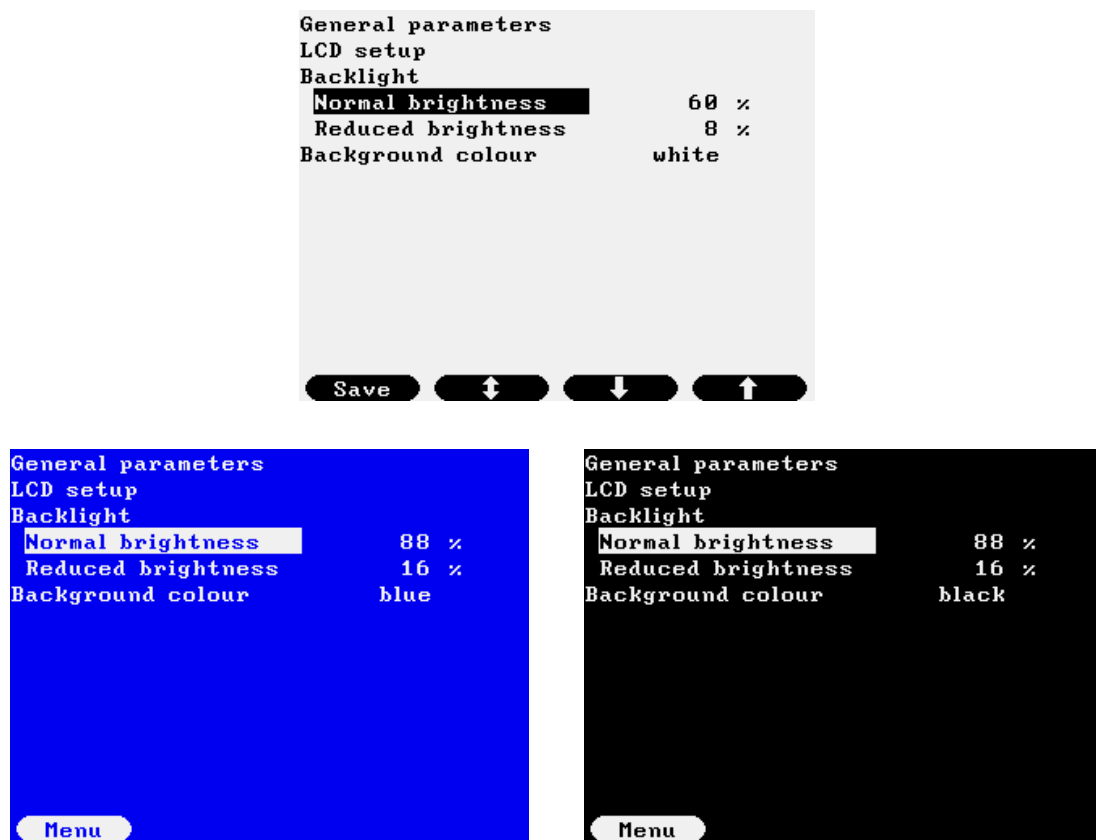 General parameters
LCD setup
Backlight
Normal brightness 60 %
Reduced brightness 8 %
Background colour white
Save
General parameters
LCD setup
Backlight
Normal brightness 88 %
Reduced brightness 16 %
Background colour blue
Menu
General parameters
LCD setup
Backlight
Normal brightness 88 %
Reduced brightness 16 %
Background colour black
Menu